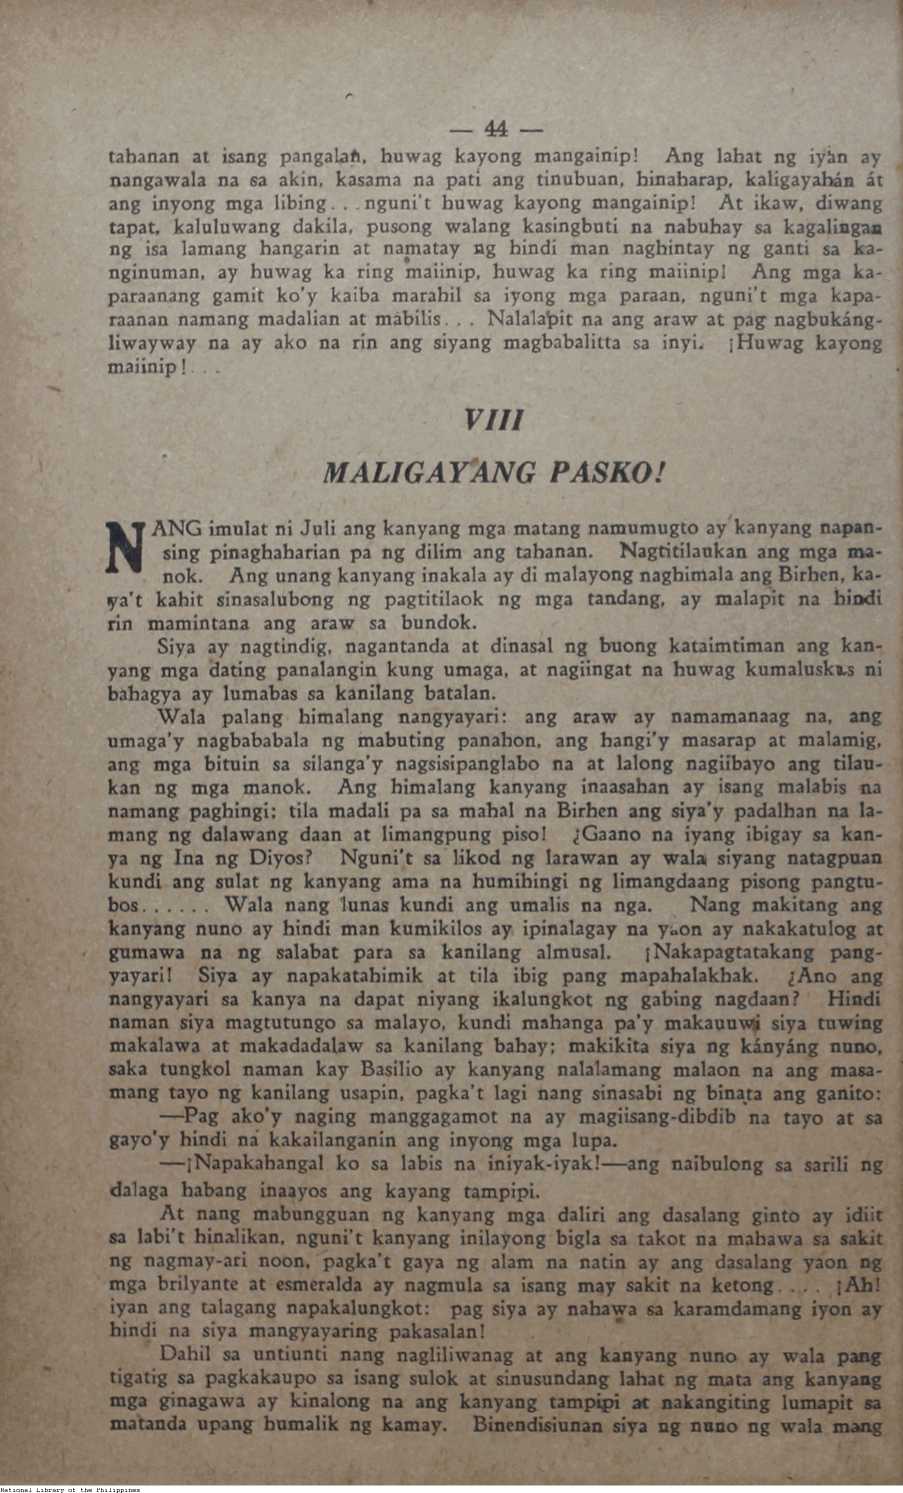 — 44 —
tahanan at isang pangalan, huwag kayong mangainip! Ang lahat ng iyàn ay
nangawala na sa akin, kasama na pati ang tinubuan, hinaharap, kaligayahán át
ang inyong mga libing. . . nguni't huwag kayong mangainip! At ikaw, diwang
tapat, kaluluwang dakila, pusong walang kasingbuti na nabuhay sa kagalingan
ng isa lamang hangarin at namatay ng hindi man naghintay ng ganti sa ka-
nginuman, ay huwag ka ring maiinip, huwag ka ring maiinip! Ang mga ka-
paraanang gamit ko'y kaiba marahil sa iyong mga paraan, nguni't mga kapa-
raanan namang madalian at mabilis. . . Nalalapit na ang araw at pag nagbukáng-
liwayway na ay ako na rin ang siyang magbabalitta sa inyi. ¡Huwag kayong
maiinip! . . .
VIII
MALIGAYANG PASKO!
NANG imulat ni Juli ang kanyang mga matang namumugto ay kanyang napan-
sing pinaghaharian pa ng dilim ang tahanan. Nagtitilaukan ang mga ma-
nok. Ang unang kanyang inakala ay di malayong naghimala ang Birhen, ka-
ya't kahit sinasalubong ng pagtitilaok ng mga tandang, ay malapit na hindi
rin mamintana ang araw sa bundok.
Siya ay nagtindig, nagantanda at dinasal ng buong kataimtiman ang kan-
yang mga dating panalangin kung umaga, at nagiingat na huwag kumaluskas ni
bahagya ay lumabas sa kanilang batalan.
Wala palang himalang nangyayari: ang araw ay namamanaag na, ang
umaga'y nagbababala ng mabuting panahon, ang hangi'y masarap at malamig,
ang mga bituin sa silanga'y nagsisipanglabo na at lalong nagiibayo ang tilau-
kan ng mga manok. Ang himalang kanyang inaasahan ay isang malabis na
namang paghingi; tila madali pa sa mahal na Birhen ang siya'y padalhan na la-
mang ng dalawang daan at limangpung piso! ¿Gaano na iyang ibigay sa kan-
ya ng Ina ng Diyos? Nguni't sa likod ng larawan ay wala siyang natagpuan
kundi ang sulat ng kanyang ama na humihingi ng limangdaang pisong pangtu-
bos. . . . . . Wala nang lunas kundi ang umalis na nga. Nang makitang ang
kanyang nuno ay hindi man kumikilos ay ipinalagay na yaon ay nakakatulog at
gumawa na ng salabat para sa kanilang almusal. ¡Nakapagtatakang pang-
yayari! Siya ay napakatahimik at tila ibig pang mapahalakhak. ¿Ano ang
nangyayari sa kanya na dapat niyang ikalungkot ng gabing nagdaan? Hindi
naman siya magtutungo sa malayo, kundi mahanga pa'y makauuwi siya tuwing
makalawa at makadadalaw sa kanilang bahay; makikita siya ng kányáng nuno,
saka tungkol naman kay Basilio ay kanyang nalalamang malaon na ang masa-
mang tayo ng kanilang usapin, pagka't lagi nang sinasabi ng binata ang ganito:
—Pag ako'y naging manggagamot na ay magiisang-dibdib na tayo at sa
gayo'y hindi na kakailanganin ang inyong mga lupa.
—¡Napakahangal ko sa labis na iniyak-iyak!—ang naibulong sa sarili ng
dalaga habang inaayos ang kayang tampipi.
At nang mabungguan ng kanyang mga daliri ang dasalang ginto ay idiit
sa labi't hinalikan, nguni't kanyang inilayong bigla sa takot na mahawa sa sakit
ng nagmay-ari noon, pagka't gaya ng alam na natin ay ang dasalang yaon ng
mga brilyante at esmeralda ay nagmula sa isang may sakit na ketong. . . . ¡Ah!
iyan ang talagang napakalungkot: pag siya ay nahawa sa karamdamang iyon ay
hindi na siya mangyayaring pakasalan!
Dahil sa untiunti nang nagliliwanag at ang kanyang nuno ay wala pang
tigatig sa pagkakaupo sa isang sulok at sinusundang lahat ng mata ang kanyang
mga ginagawa ay kinalong na ang kanyang tampipi at nakangiting lumapit sa
matanda upang humalik ng kamay. Binendisiunan siya ng nuno ng wala mang
National Library of the Philippines